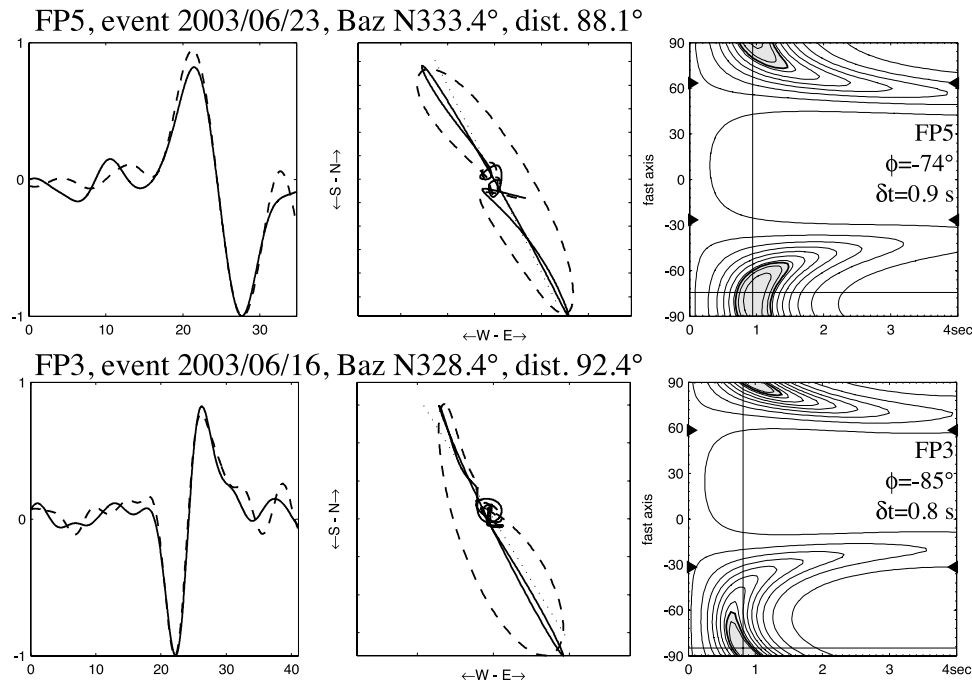 FP5, event 2003/06/23, Baz N333.4°, dist. 88.1°
1
0
-1
0 10 20 30
←S - N→
←W - E→
fast axis
90
60
30
0
-30
-60
-90
0 1 2 3 4sec
FP5
ϕ=-74°
δt=0.9 s
FP3, event 2003/06/16, Baz N328.4°, dist. 92.4°
1
0
-1
0 10 20 30 40
←S - N→
←W - E→
fast axis
90
60
30
0
-30
-60
-90
0 1 2 3 4sec
FP3
ϕ=-85°
δt=0.8 s